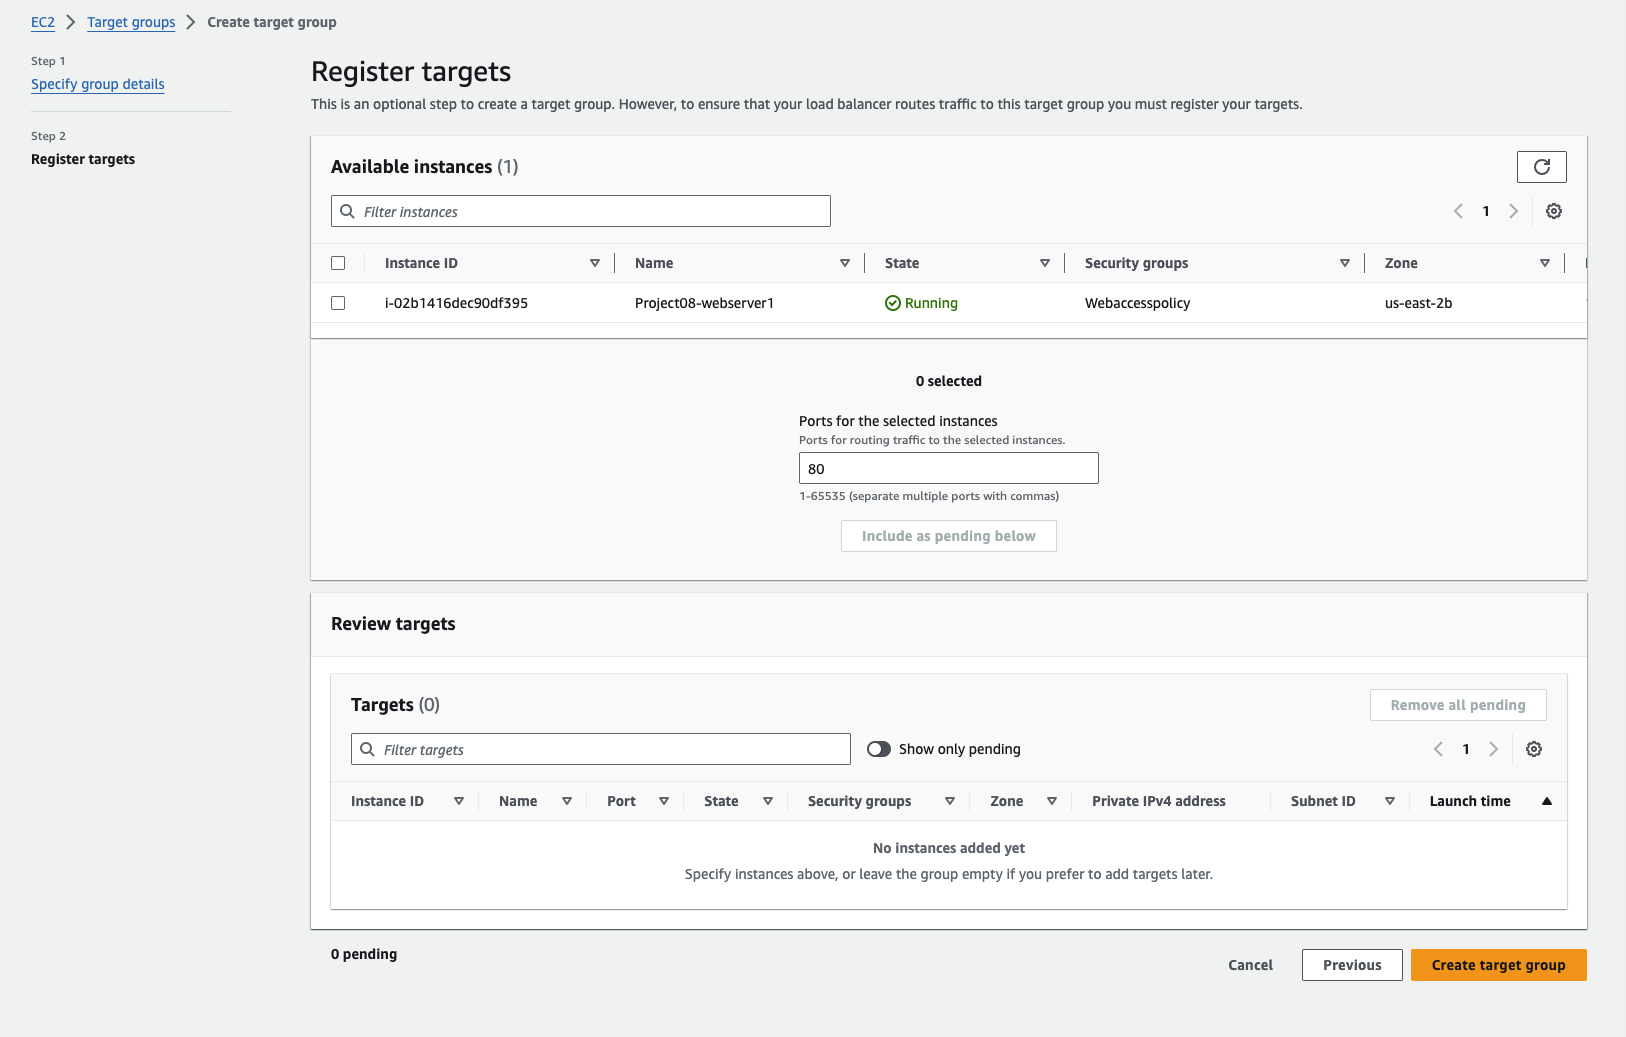 EC2 > Target groups > Create target group
Step 1
Specify group details
Step 2
Register targets
Register targets
This is an optional step to create a target group. However, to ensure that your load balancer routes traffic to this target group you must register your targets.
Available instances (1)
Filter instances
1
Instance ID Name State Security groups Zone
i-02b1416dec90df395 Project08-webserver1 Running Webaccesspolicy us-east-2b
0 selected
Ports for the selected instances
Ports for routing traffic to the selected instances.
80
1-65535 (separate multiple ports with commas)
Include as pending below
Review targets
Targets (0)
Remove all pending
Filter targets Show only pending 1
Instance ID Name Port State Security groups Zone Private IPv4 address Subnet ID Launch time
No instances added yet
Specify instances above, or leave the group empty if you prefer to add targets later.
0 pending
Cancel Previous Create target group